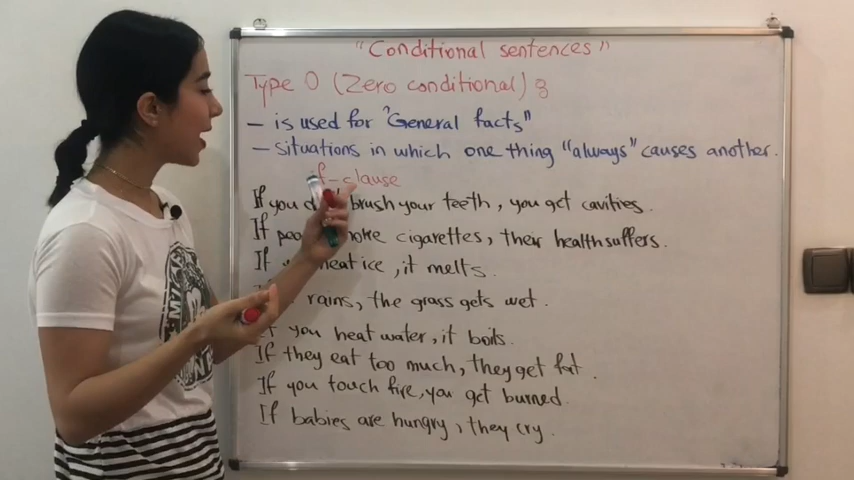 "Conditional sentences"
Type 0 (Zero conditional) :
- is used for "General facts"
- Situations in which one thing "always" causes another.
if-clause
If you brush your teeth, you get cavities.
If cigarettes, their health suffers.
If heat ice, it melts.
rains, the grass gets wet.
If you heat water, it boils.
If they eat too much, they get fat.
If you touch fire, you get burned.
If babies are hungry, they cry.